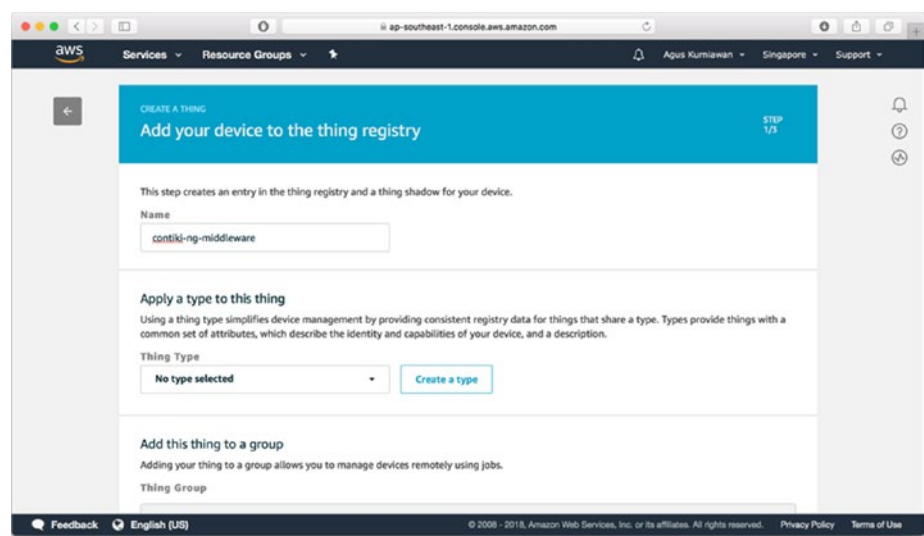 ap-southeast-1.console.aws.amazon.com
aws Services Resource Groups Agus Kurniawan Singapore Support
CREATE A THING
Add your device to the thing registry
STEP
1/3
This step creates an entry in the thing registry and a thing shadow for your device.
Name
contiki-ng-middleware
Apply a type to this thing
Using a thing type simplifies device management by providing consistent registry data for things that share a type. Types provide things with a
common set of attributes, which describe the identity and capabilities of your device, and a description.
Thing Type
No type selected Create a type
Add this thing to a group
Adding your thing to a group allows you to manage devices remotely using jobs.
Thing Group
Feedback English (US) © 2008 - 2018, Amazon Web Services, Inc. or its affiliates. All rights reserved. Privacy Policy Terms of Use